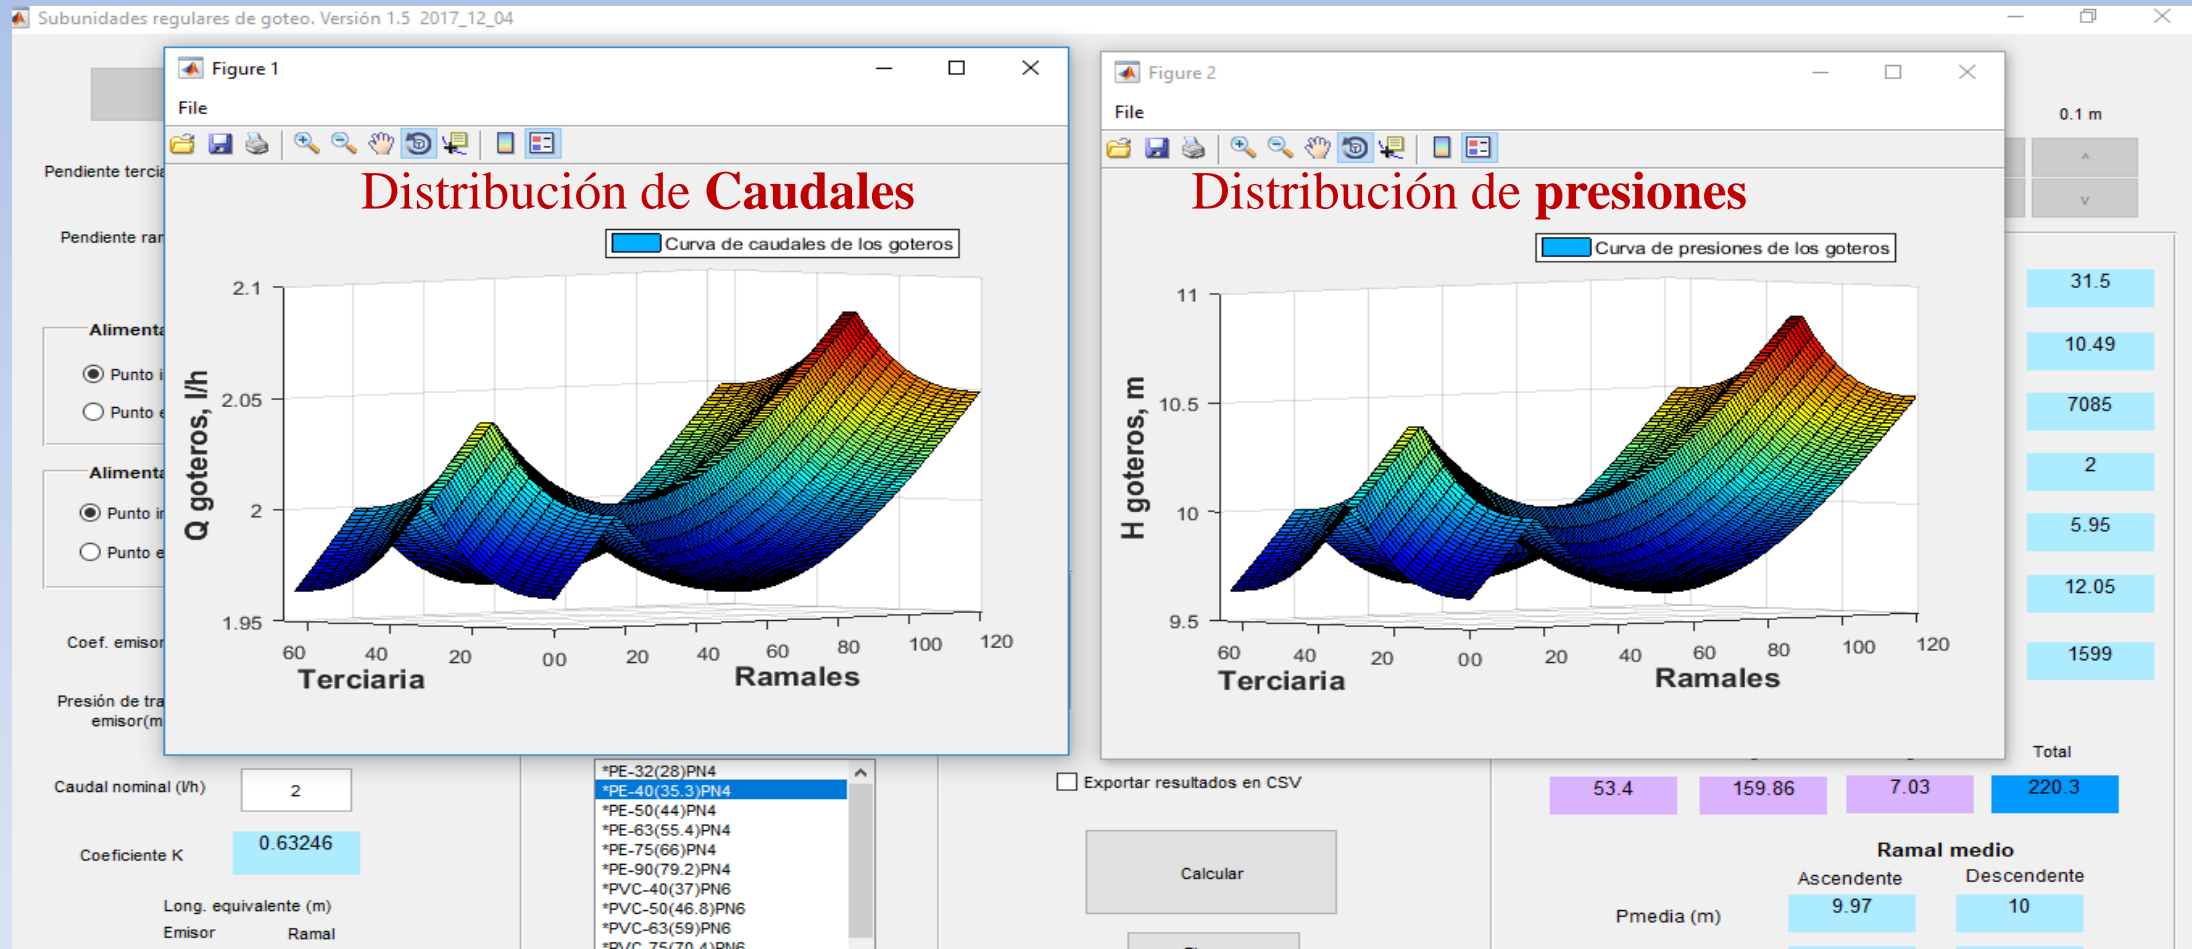 Subunidades regulares de goteo. Versión 1.5 2017_12_04
Figure 1
File
Distribución de Caudales
Curva de caudales de los goteros
Q goteros, l/h
2.1
2.05
2
1.95
60
40
20
00
20
40
60
80
100
120
Terciaria
Ramales
Figure 2
File
Distribución de presiones
Curva de presiones de los goteros
H goteros, m
11
10.5
10
9.5
60
40
20
00
20
40
60
80
100
120
Terciaria
Ramales
0.1 m
^
v
Pendiente
Pendiente
Punto
Punto
Punto
Punto
Coef. emisor
Presión de
Caudal nominal (l/h)
2
Coeficiente K
0.63246
Long. equivalente (m)
Emisor
Ramal
*PE-32(28)PN4
*PE-40(35.3)PN4
*PE-50(44)PN4
*PE-63(55.4)PN4
*PE-75(66)PN4
*PE-90(79.2)PN4
*PVC-40(37)PN6
*PVC-50(46.8)PN6
*PVC-63(59)PN6
*PVC-75(70.4)PN6
Exportar resultados en CSV
Calcular
31.5
10.49
7085
2
5.95
12.05
1599
Total
53.4
159.86
7.03
220.3
Ramal medio
Ascendente
Descendente
Pmedia (m)
9.97
10